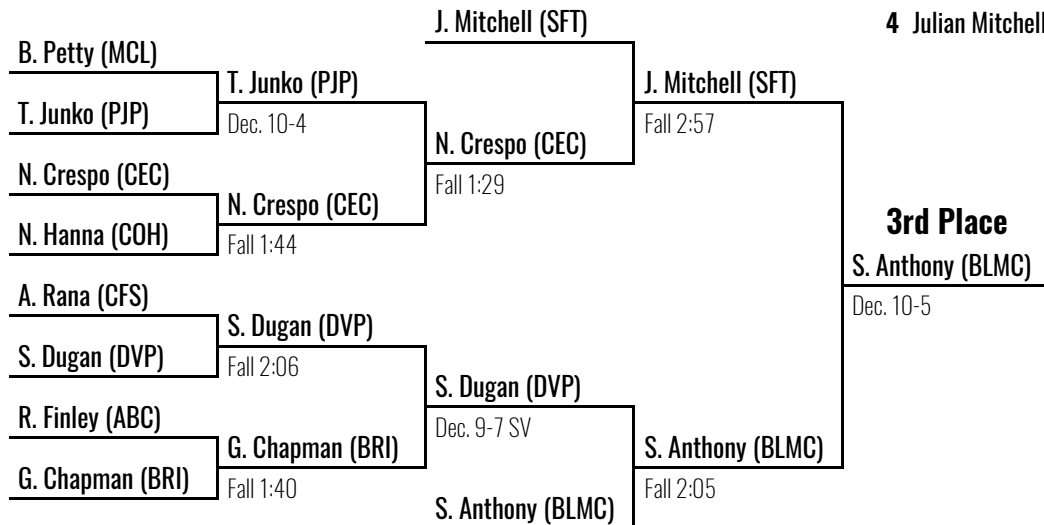 J. Mitchell (SFT)
4 Julian Mitchell
B. Petty (MCL)
T. Junko (PJP)
J. Mitchell (SFT)
T. Junko (PJP)
Dec. 10-4
Fall 2:57
N. Crespo (CEC)
N. Crespo (CEC)
Fall 1:29
N. Crespo (CEC)
N. Hanna (COH)
Fall 1:44
3rd Place
S. Anthony (BLMC)
A. Rana (CFS)
Dec. 10-5
S. Dugan (DVP)
S. Dugan (DVP)
Fall 2:06
S. Dugan (DVP)
R. Finley (ABC)
Dec. 9-7 SV
G. Chapman (BRI)
S. Anthony (BLMC)
G. Chapman (BRI)
Fall 1:40
Fall 2:05
S. Anthony (BLMC)